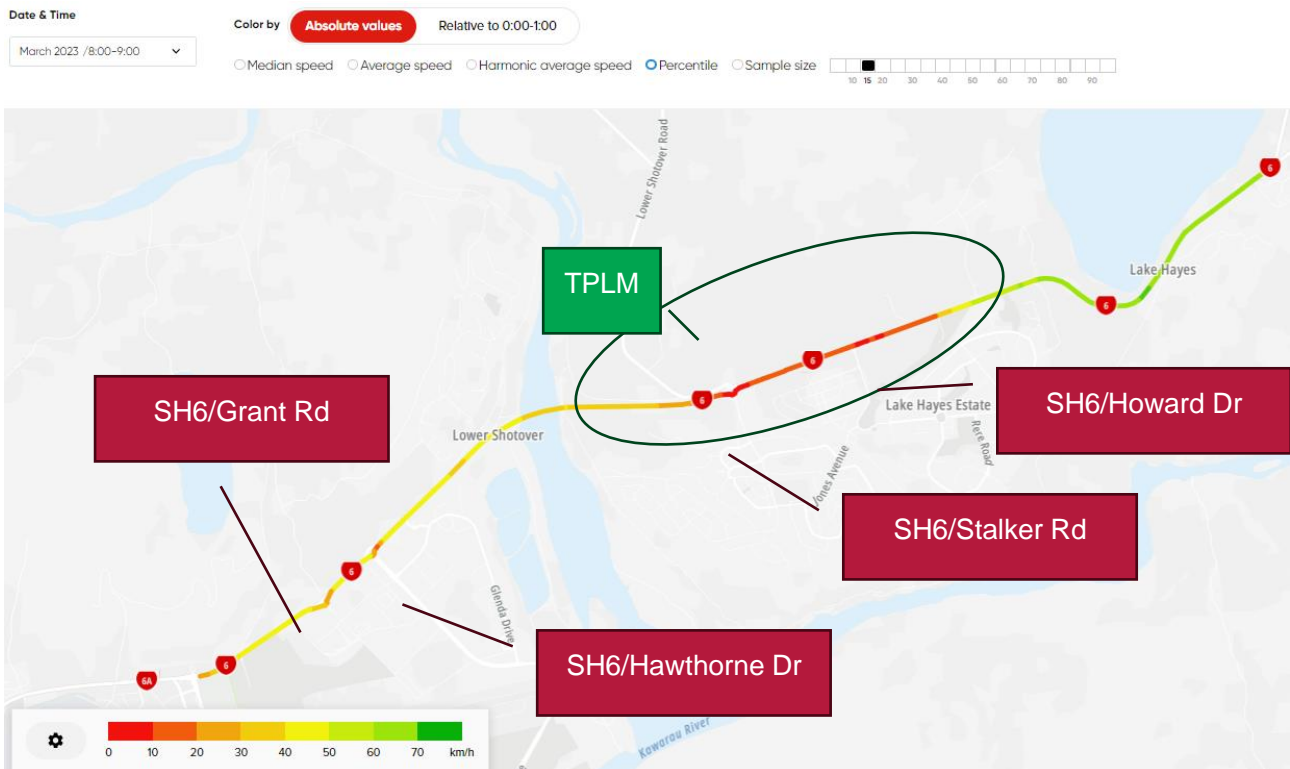 Date & Time
Color by
Absolute values
Relative to 0:00-1:00
March 2023 /8:00-9:00
Median speed
Average speed
Harmonic average speed
Percentile
Sample size
10 15 20 30 40 50 60 70 80 90
Lower Shotover Road
6
TPLM
Lake Hayes
6
6
SH6/Grant Rd
6
Lake Hayes Estate
SH6/Howard Dr
Lower Shotover
Rere Road
Jones Avenue
SH6/Stalker Rd
6
Glenda Drive
SH6/Hawthorne Dr
6
6A
Kawarau River
0 10 20 30 40 50 60 70 km/h